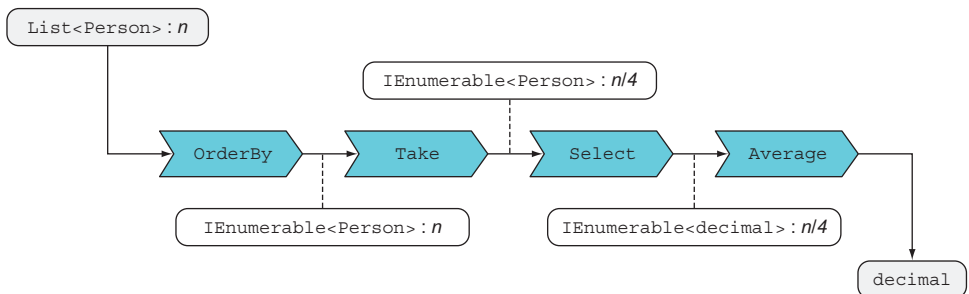 List<Person> : n
IEnumerable<Person> : n/4
OrderBy
Take
Select
Average
IEnumerable<Person> : n
IEnumerable<decimal> : n/4
decimal